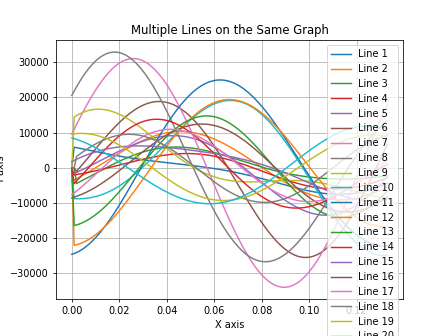 Multiple Lines on the Same Graph
30000
20000
10000
0
−10000
−20000
−30000
0.00
0.02
0.04
0.06
0.08
0.10
X axis
Line 1
Line 2
Line 3
Line 4
Line 5
Line 6
Line 7
Line 8
Line 9
Line 10
Line 11
Line 12
Line 13
Line 14
Line 15
Line 16
Line 17
Line 18
Line 19
Line 20